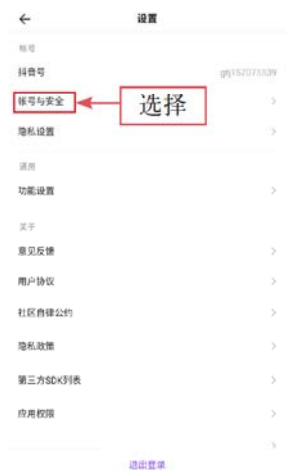 设置
账号
抖音号
帐号与安全
选择
隐私设置
通用
功能设置
关于
意见反馈
用户协议
社区自律公约
隐私政策
第三方SDK列表
应用权限
退出登录